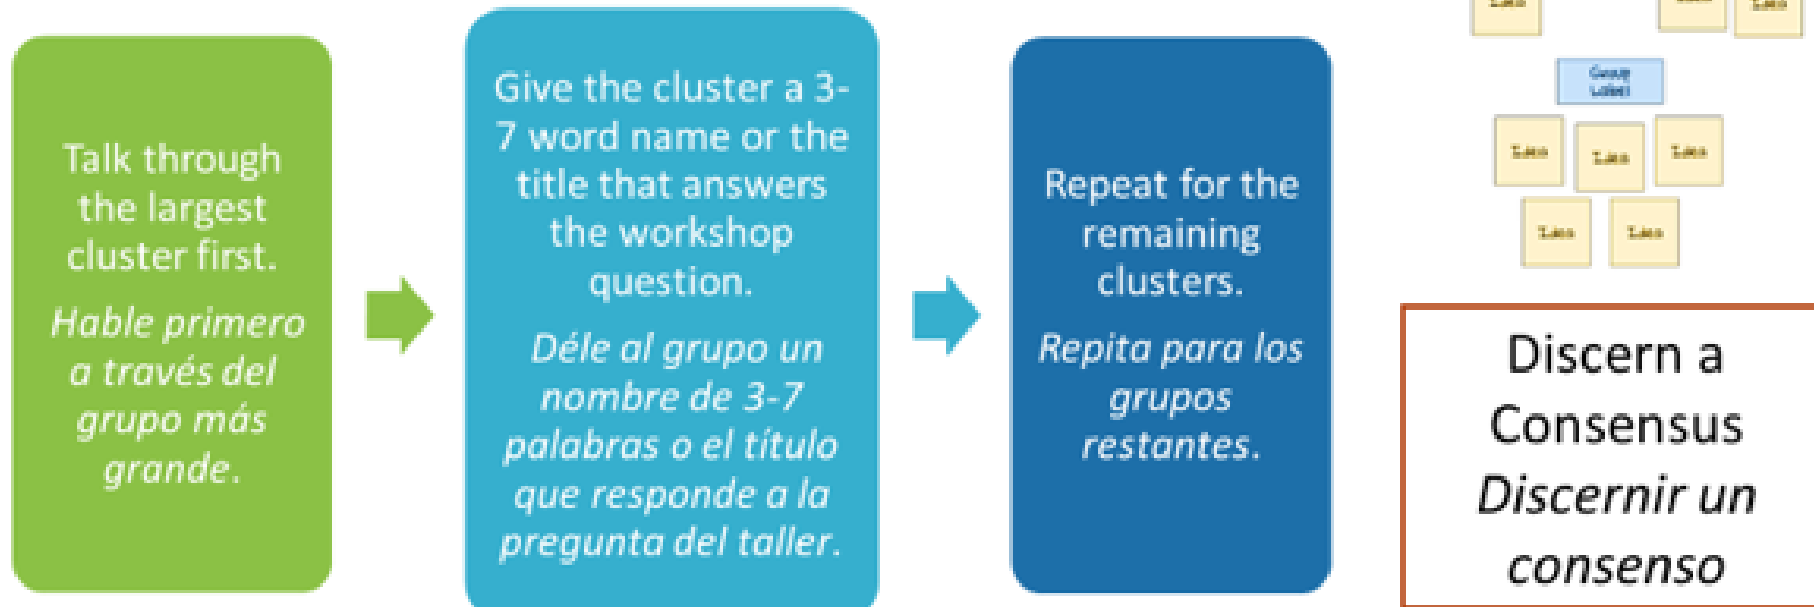 Talk through
the largest
cluster first.
Hable primero
a través del
grupo más
grande.
Give the cluster a 3-
7 word name or the
title that answers
the workshop
question.
Déle al grupo un
nombre de 3-7
palabras o el título
que responde a la
pregunta del taller.
Repeat for the
remaining
clusters.
Repita para los
grupos
restantes.
Discern a
Consensus
Discernir un
consenso